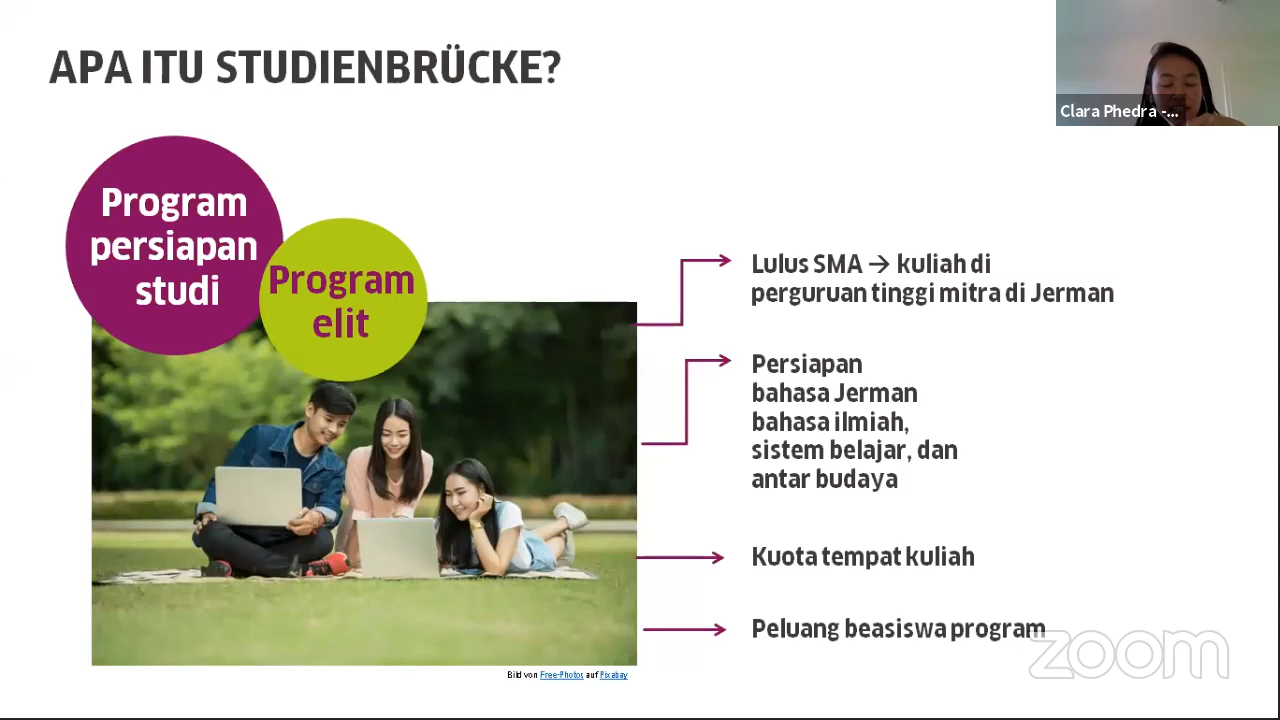 APA ITU STUDIENBRÜCKE?
Clara Phedra -...
Program
persiapan
studi
Program
elit
Lulus SMA → kuliah di
perguruan tinggi mitra di Jerman
Persiapan
bahasa Jerman
bahasa ilmiah,
sistem belajar, dan
antar budaya
Kuota tempat kuliah
Peluang beasiswa program
zoom
Bild von Free-Photos auf Pixabay